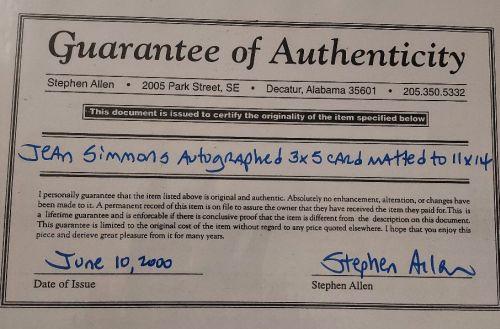 Guarantee of Authenticity
Stephen Allen • 2005 Park Street, SE • Decatur, Alabama 35601 • 205.350.5332
This document is issued to certify the originality of the item specified below
JEAN Simmons AutogRAPHed 3x5 CARD MATTED to 11x14
I personally guarantee that the item listed above is original and authentic. Absolutely no enhancement, alteration, or changes have
been made to it. A permanent record of this item is on file to assure the owner that they have received the item they paid for. This is
a lifetime guarantee and is enforceable if there is conclusive proof that the item is different from the description on this document.
This guarantee is limited to the original cost of the item without regard to any price quoted elsewhere. I hope that you enjoy this
piece and derieve great pleasure from it for many years.
June 10, 2000 Stephen Allen
Date of Issue Stephen Allen